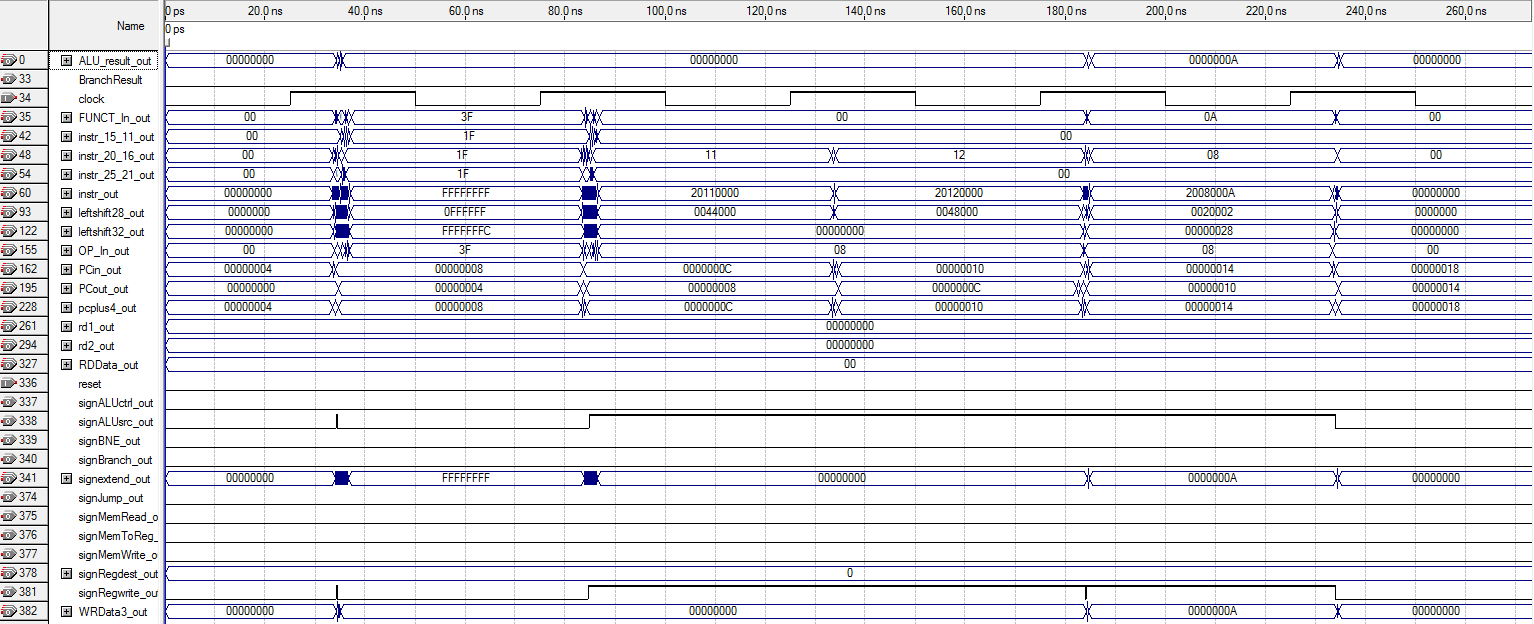 0 ps 20.0 ns 40.0 ns 60.0 ns 80.0 ns 100.0 ns 120.0 ns 140.0 ns 160.0 ns 180.0 ns 200.0 ns 220.0 ns 240.0 ns 260.0 ns
Name 0 ps
0 ALU_result_out 00000000 00000000 0000000A 00000000
33 BranchResult
34 clock
35 FUNCT_In_out 00 3F 00 0A 00
42 instr_15_11_out 00 1F 00
48 instr_20_16_out 00 1F 11 12 08 00
54 instr_25_21_out 00 1F 00
60 instr_out 00000000 FFFFFFFF 20110000 20120000 2008000A 00000000
93 leftshift28_out 0000000 0FFFFFF 0044000 0048000 0020002 0000000
122 leftshift32_out 00000000 FFFFFFFC 00000000 00000028 00000000
155 OP_In_out 00 3F 08 08 00
162 PCin_out 00000004 00000008 0000000C 00000010 00000014 00000018
195 PCout_out 00000000 00000004 00000008 0000000C 00000010 00000014
228 pcplus4_out 00000004 00000008 0000000C 00000010 00000014 00000018
261 rd1_out 00000000
294 rd2_out 00000000
327 RDData_out 00
336 reset
337 signALUctrl_out
338 signALUsrc_out
339 signBNE_out
340 signBranch_out
341 signextend_out 00000000 FFFFFFFF 00000000 0000000A 00000000
374 signJump_out
375 signMemRead_o
376 signMemToReg_
377 signMemWrite_o
378 signRegdest_out 0
381 signRegwrite_ou
382 WRData3_out 00000000 00000000 0000000A 00000000